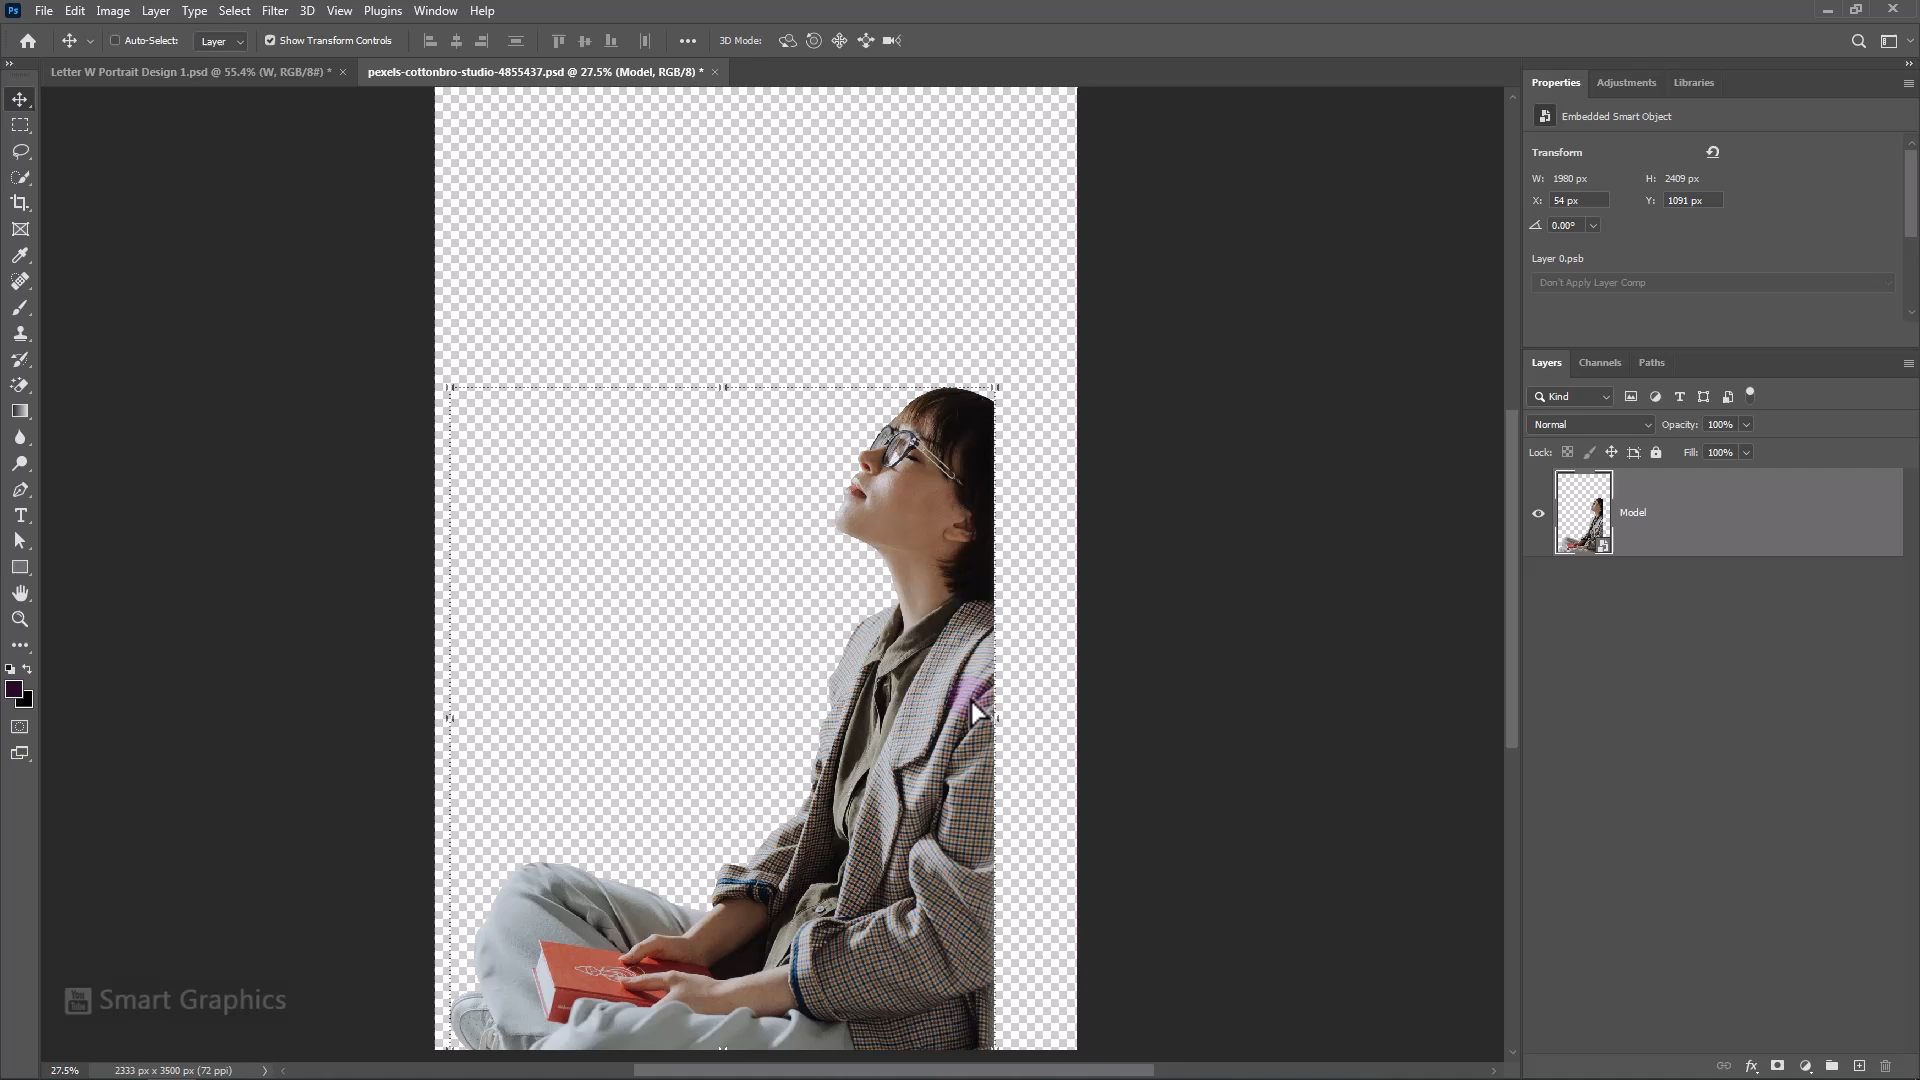 Ps File Edit Image Layer Type Select Filter 3D View Plugins Window Help
Auto-Select: Layer Show Transform Controls 3D Mode:
Letter W Portrait Design 1.psd @ 55.4% (W, RGB/8#) * × pexels-cottonbro-studio-4855437.psd @ 27.5% (Model, RGB/8) * ×
Properties Adjustments Libraries
Embedded Smart Object
Transform
W: 1980 px H: 2409 px
X: 54 px Y: 1091 px
0.00°
Layer 0.psb
Don't Apply Layer Comp
Layers Channels Paths
Kind
Normal Opacity: 100%
Lock: Fill: 100%
Model
You Tube Smart Graphics
27.5% 2333 px x 3500 px (72 ppi)
fx